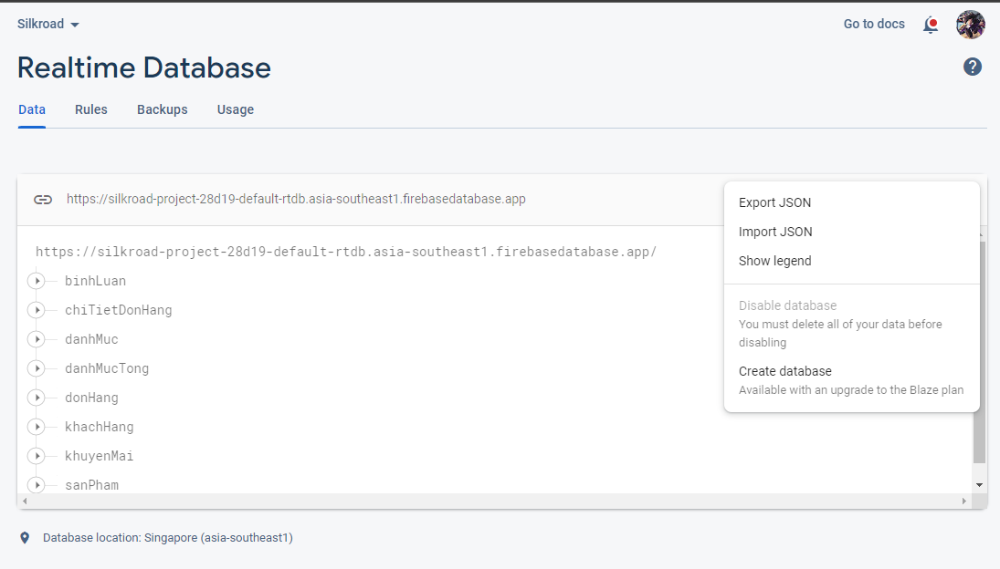 Silkroad
Go to docs
Realtime Database
Data Rules Backups Usage
https://silkroad-project-28d19-default-rtdb.asia-southeast1.firebasedatabase.app
https://silkroad-project-28d19-default-rtdb.asia-southeast1.firebasedatabase.app/
binhLuan
chiTietDonHang
danhMuc
danhMucTong
donHang
khachHang
khuyenMai
sanPham
Export JSON
Import JSON
Show legend
Disable database
You must delete all of your data before
disabling
Create database
Available with an upgrade to the Blaze plan
Database location: Singapore (asia-southeast1)